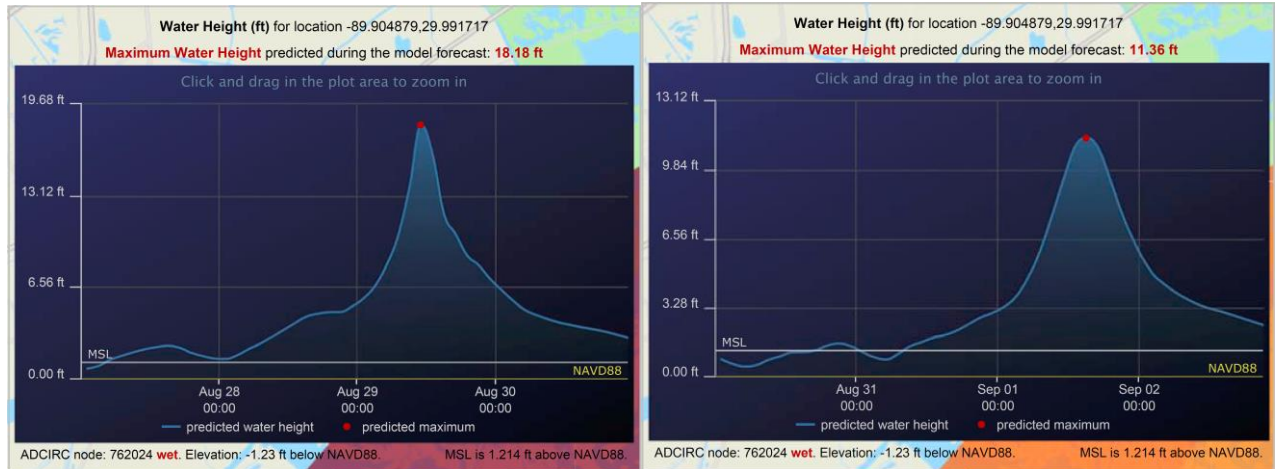 Water Height (ft) for location -89.904879,29.991717
Maximum Water Height predicted during the model forecast: 18.18 ft
Click and drag in the plot area to zoom in
19.68 ft
13.12 ft
6.56 ft
MSL
0.00 ft
NAVD88
Aug 28 Aug 29 Aug 30
00:00 00:00 00:00
predicted water height predicted maximum
ADCIRC node: 762024 wet. Elevation: -1.23 ft below NAVD88. MSL is 1.214 ft above NAVD88.
Water Height (ft) for location -89.904879,29.991717
Maximum Water Height predicted during the model forecast: 11.36 ft
Click and drag in the plot area to zoom in
13.12 ft
9.84 ft
6.56 ft
3.28 ft
MSL
0.00 ft
NAVD88
Aug 31 Sep 01 Sep 02
00:00 00:00 00:00
predicted water height predicted maximum
ADCIRC node: 762024 wet. Elevation: -1.23 ft below NAVD88. MSL is 1.214 ft above NAVD88.